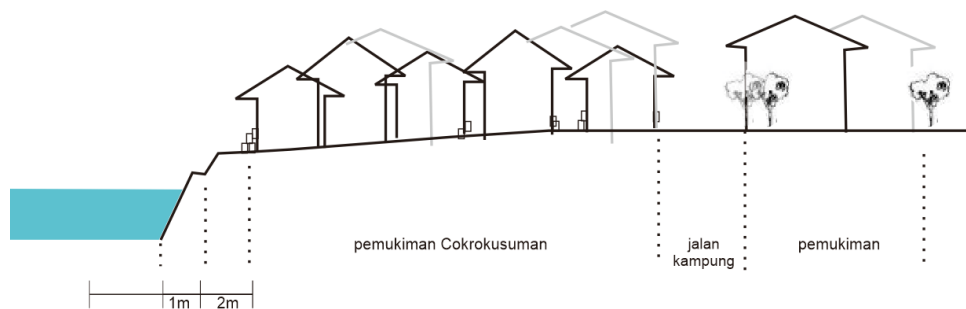 pemukiman Cokrokusuman
jalan
kampung
pemukiman
1m
2m